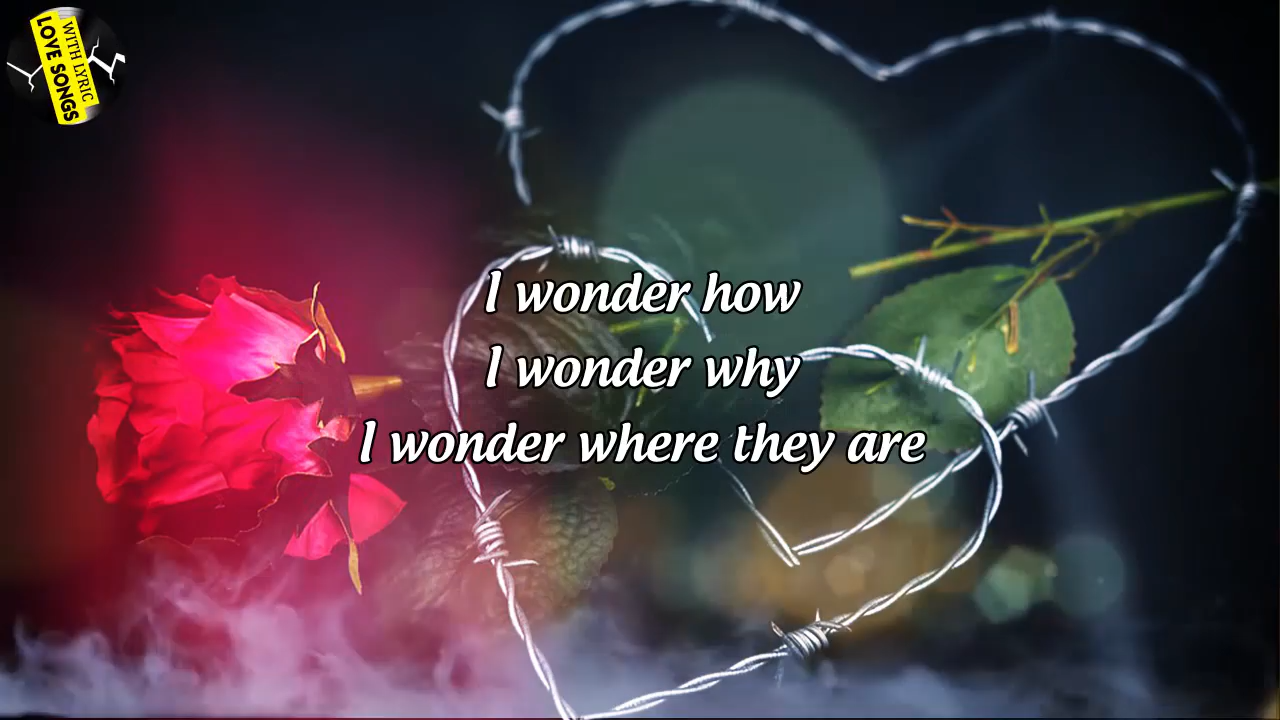 WITH LYRIC
LOVE SONGS
I wonder how
I wonder why
I wonder where they are